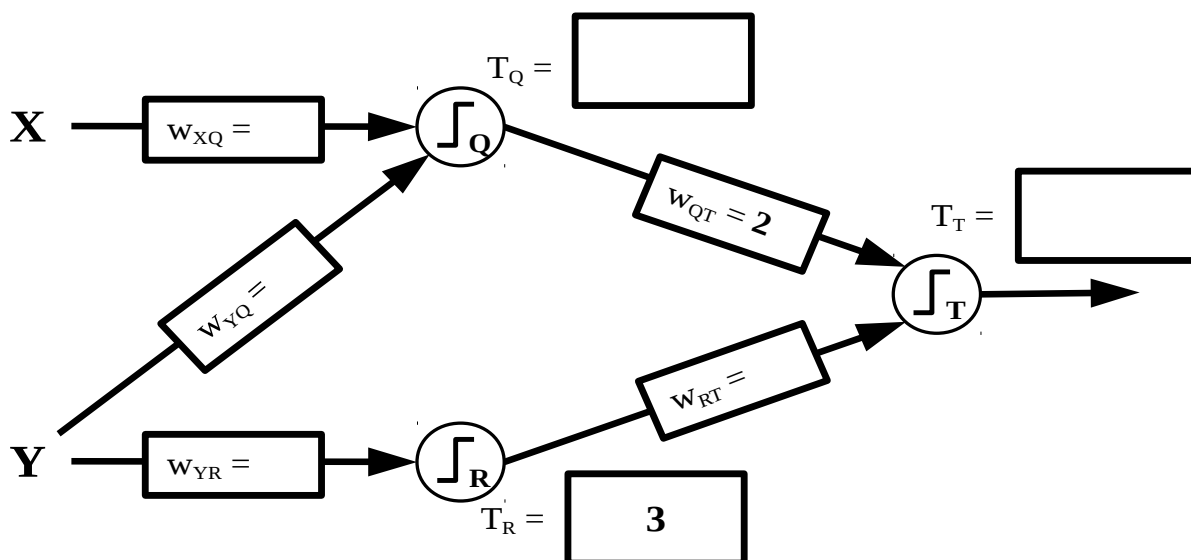 T_Q =
X
w_XQ =
Q
w_QT = 2
T_T =
w_YQ =
T
w_RT =
Y
w_YR =
R
T_R =
3